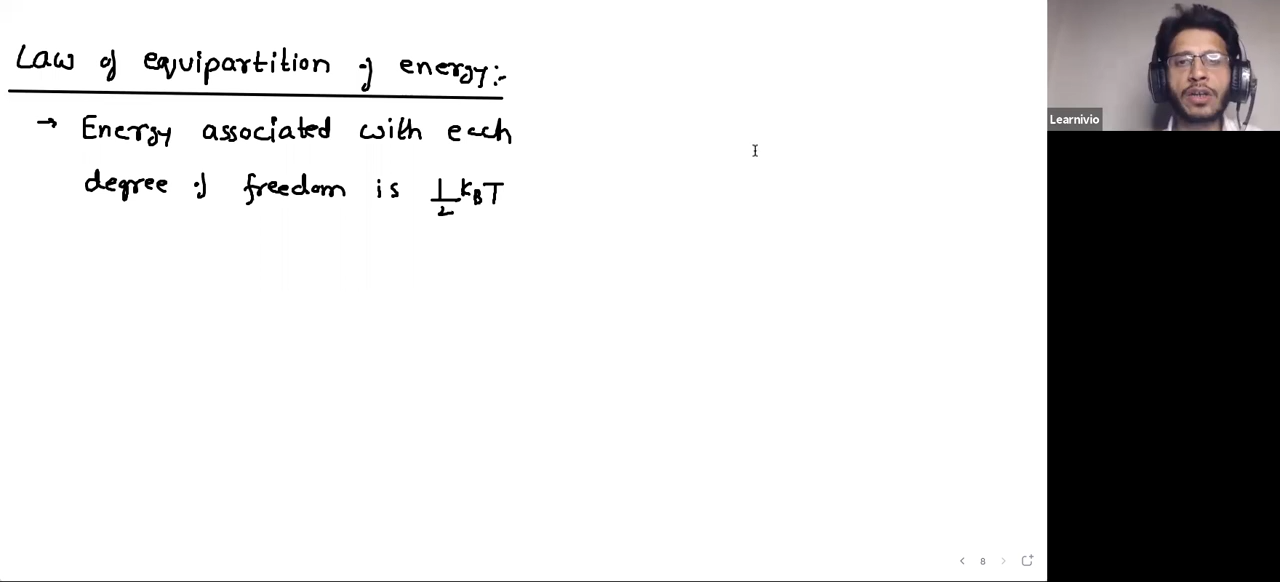 Law of equipartition of energy:-
→ Energy associated with each
degree of freedom is 1/2 KBT
Learnivio
8